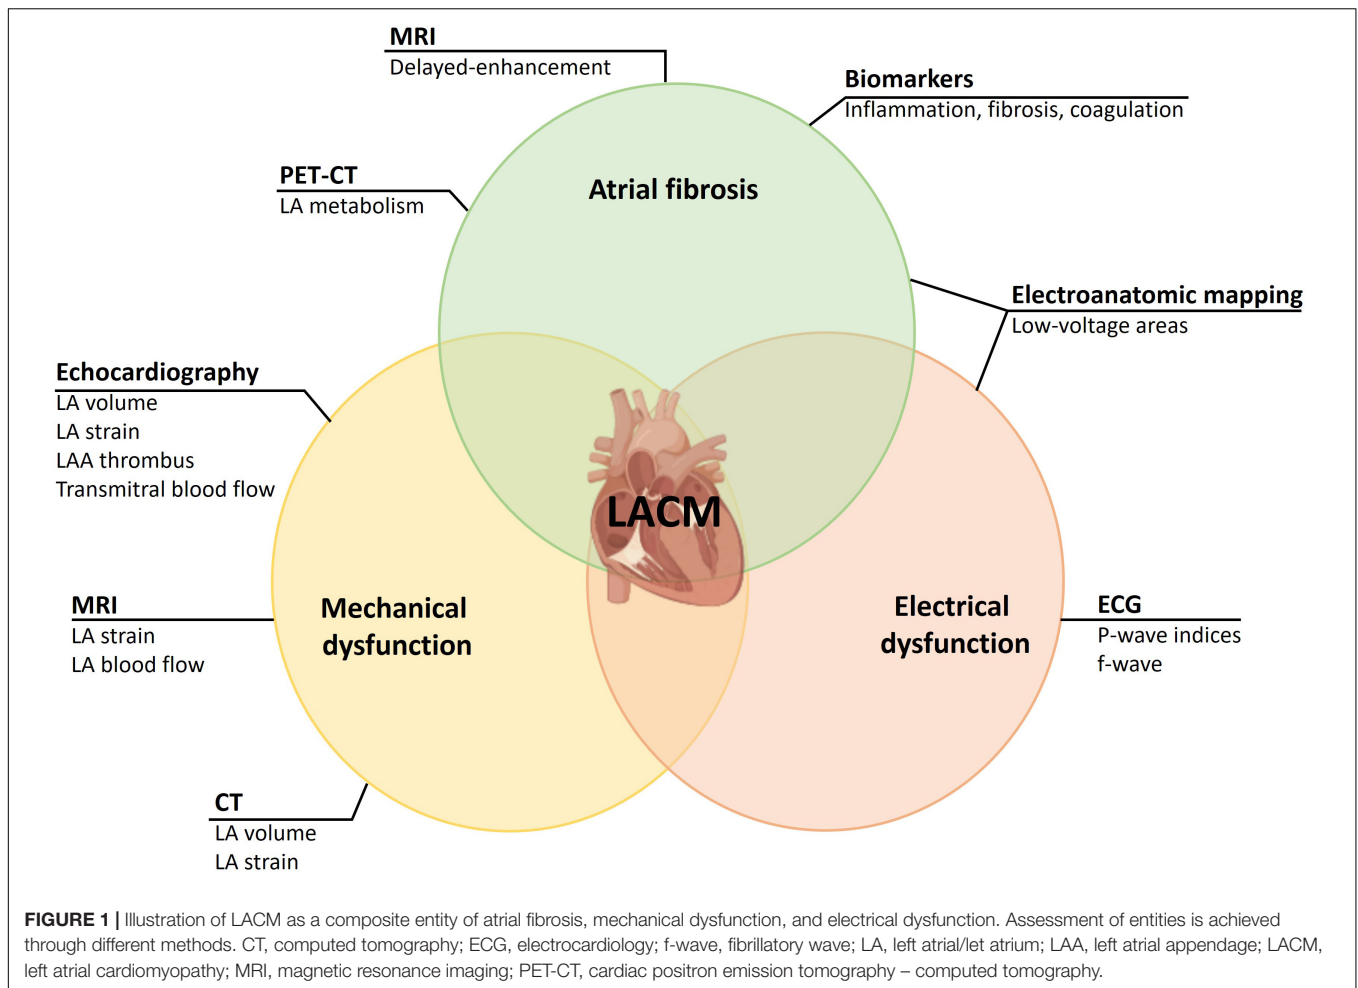 MRI
Delayed-enhancement
Biomarkers
Inflammation, fibrosis, coagulation
PET-CT
LA metabolism
Atrial fibrosis
Electroanatomic mapping
Low-voltage areas
Echocardiography
LA volume
LA strain
LAA thrombus
Transmitral blood flow
LACM
MRI
LA strain
LA blood flow
Mechanical
dysfunction
Electrical
dysfunction
ECG
P-wave indices
f-wave
CT
LA volume
LA strain
FIGURE 1 | Illustration of LACM as a composite entity of atrial fibrosis, mechanical dysfunction, and electrical dysfunction. Assessment of entities is achieved
through different methods. CT, computed tomography; ECG, electrocardiology; f-wave, fibrillatory wave; LA, left atrial/let atrium; LAA, left atrial appendage; LACM,
left atrial cardiomyopathy; MRI, magnetic resonance imaging; PET-CT, cardiac positron emission tomography – computed tomography.